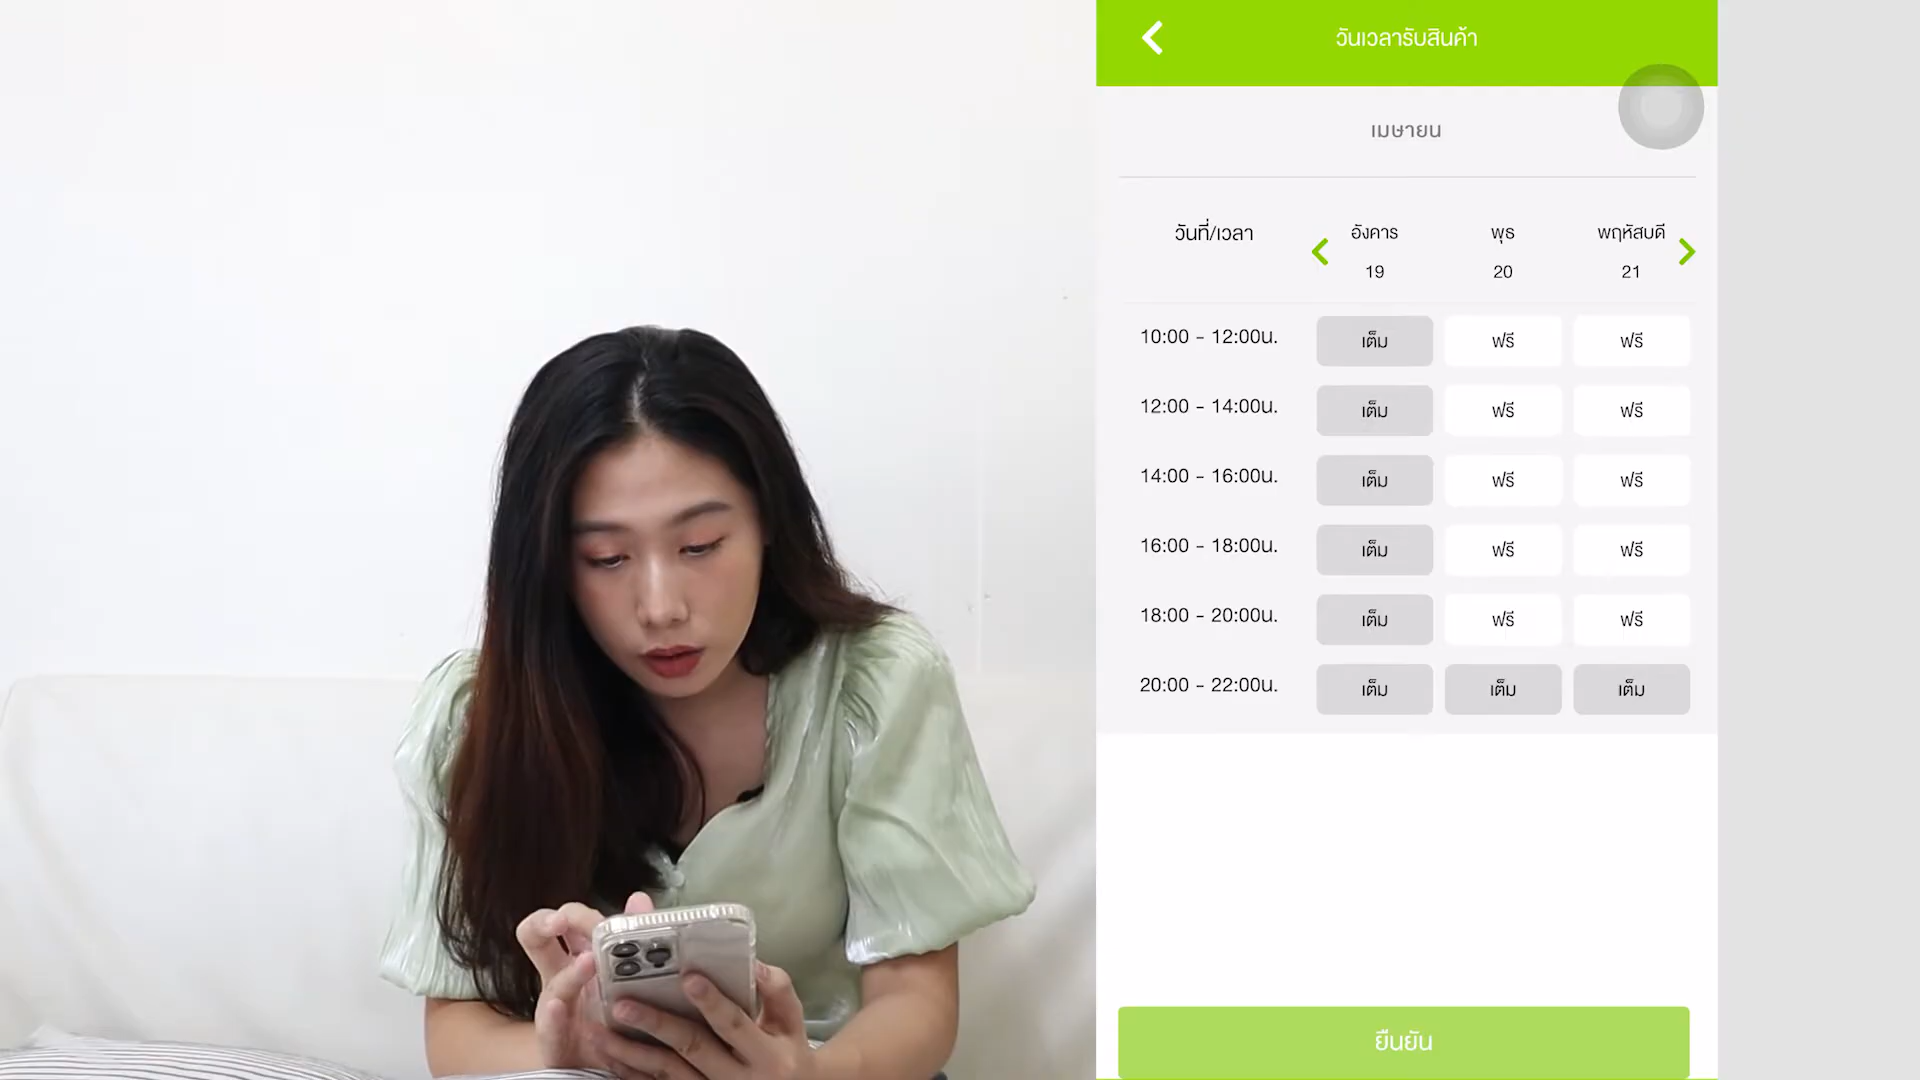 วันเวลารับสินค้า
เมษายน
วันที่/เวลา อังคาร พุธ พฤหัสบดี
19 20 21
10:00 - 12:00น. เต็ม ฟรี ฟรี
12:00 - 14:00น. เต็ม ฟรี ฟรี
14:00 - 16:00น. เต็ม ฟรี ฟรี
16:00 - 18:00น. เต็ม ฟรี ฟรี
18:00 - 20:00น. เต็ม ฟรี ฟรี
20:00 - 22:00น. เต็ม เต็ม เต็ม
ยืนยัน